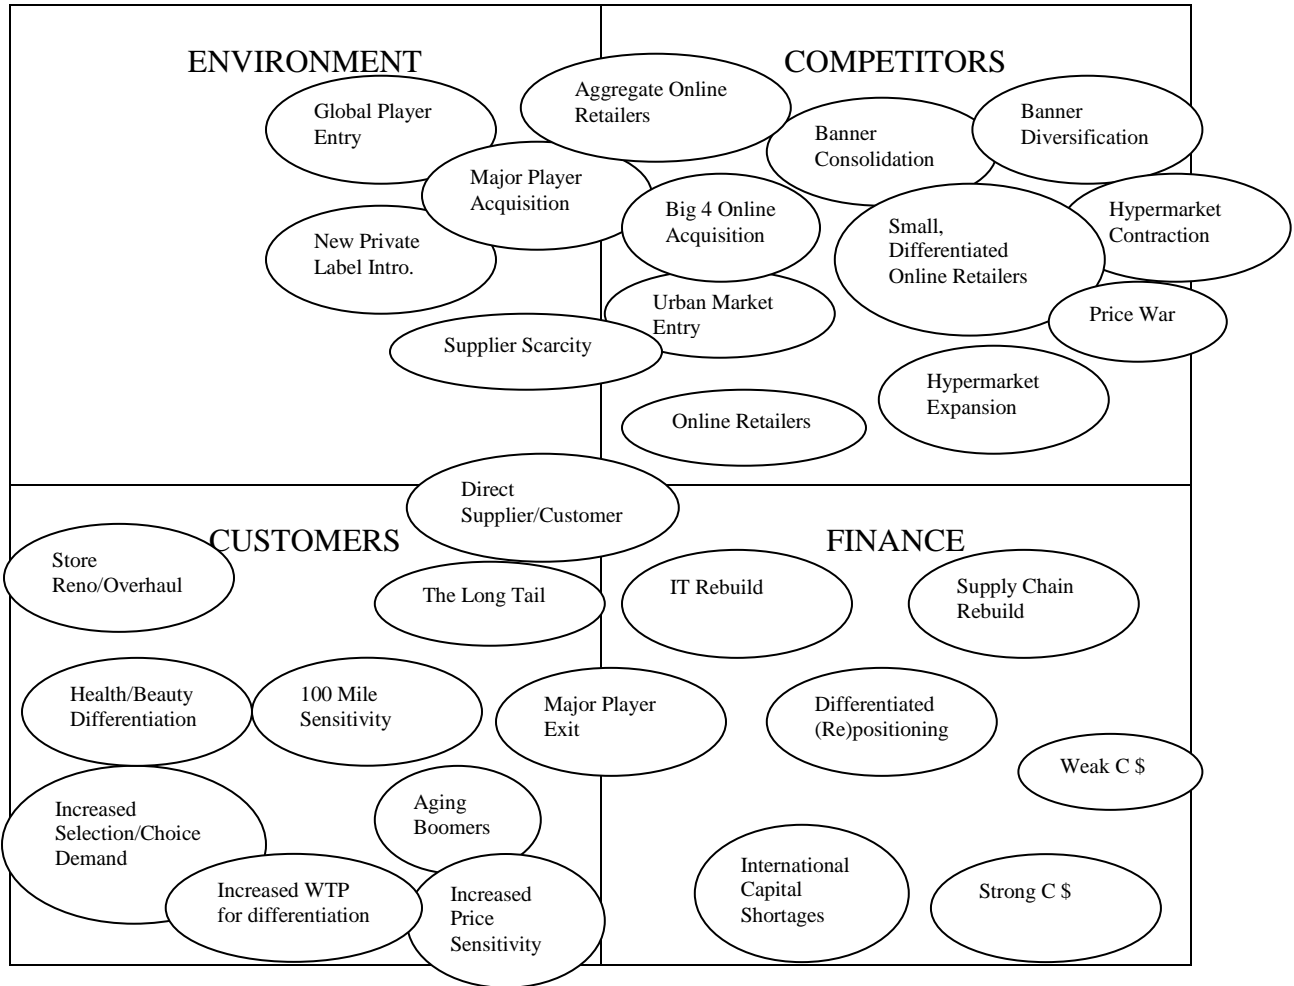 ENVIRONMENT
Global Player
Entry
Major Player
Acquisition
New Private
Label Intro.
Supplier Scarcity
COMPETITORS
Aggregate Online
Retailers
Banner
Consolidation
Banner
Diversification
Big 4 Online
Acquisition
Small,
Differentiated
Online Retailers
Hypermarket
Contraction
Urban Market
Entry
Price War
Hypermarket
Expansion
Online Retailers
Direct
Supplier/Customer
CUSTOMERS
Store
Reno/Overhaul
The Long Tail
Health/Beauty
Differentiation
100 Mile
Sensitivity
Major Player
Exit
Increased
Selection/Choice
Demand
Aging
Boomers
Increased WTP
for differentiation
Increased
Price
Sensitivity
FINANCE
IT Rebuild
Supply Chain
Rebuild
Differentiated
(Re)positioning
Weak C $
International
Capital
Shortages
Strong C $